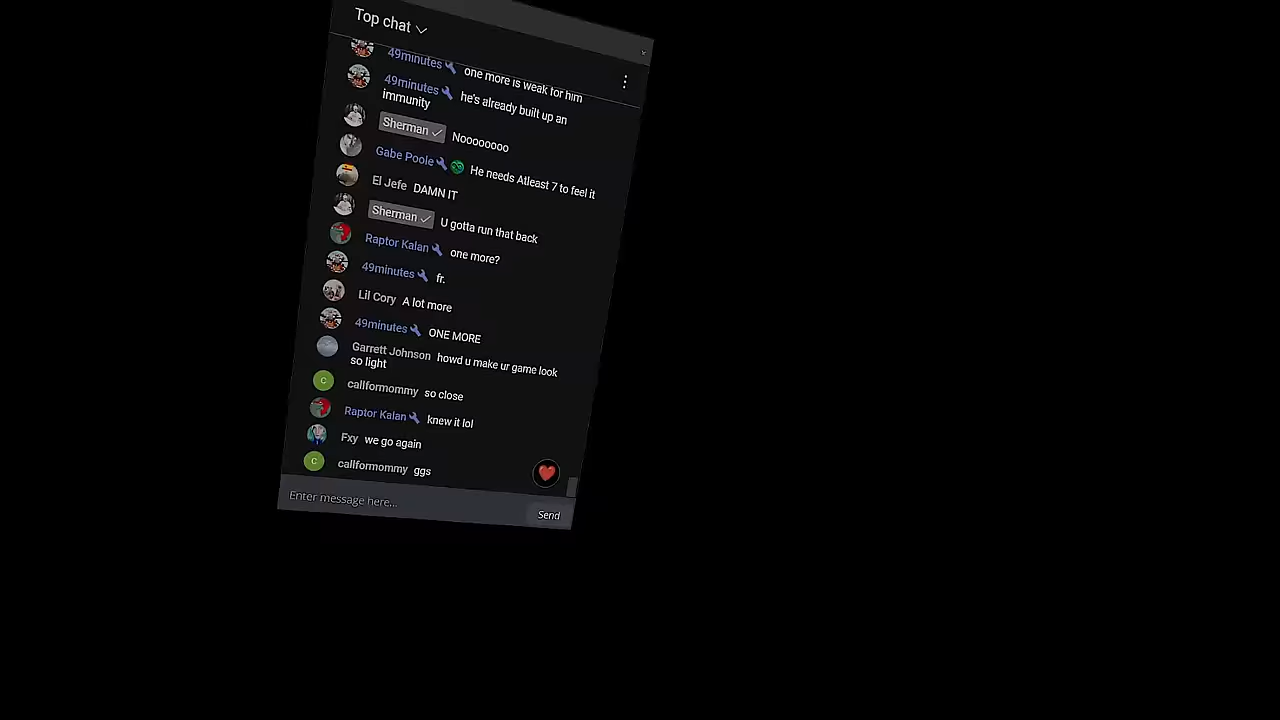 Top chat
49minutes one more is weak for him
49minutes he's already built up an
immunity
Sherman Noooooooo
Gabe Poole He needs Atleast 7 to feel it
El Jefe DAMN IT
Sherman U gotta run that back
Raptor Kalan one more?
49minutes fr.
Lil Cory A lot more
49minutes ONE MORE
Garrett Johnson howd u make ur game look
so light
C callformommy so close
Raptor Kalan knew it lol
Fxy we go again
C callformommy ggs
Enter message here...
Send